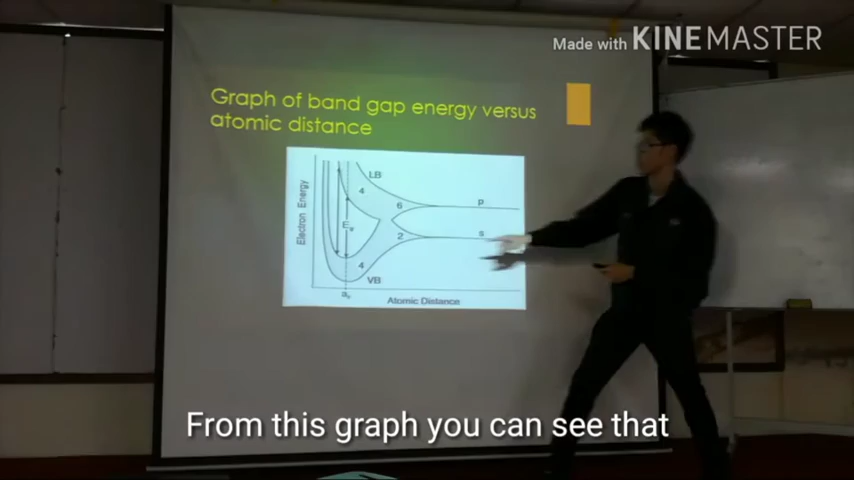 Made with KINEMASTER
Graph of band gap energy versus
atomic distance
LB
4
6
p
Electron Energy
E
2
s
4
VB
Atomic Distance
From this graph you can see that